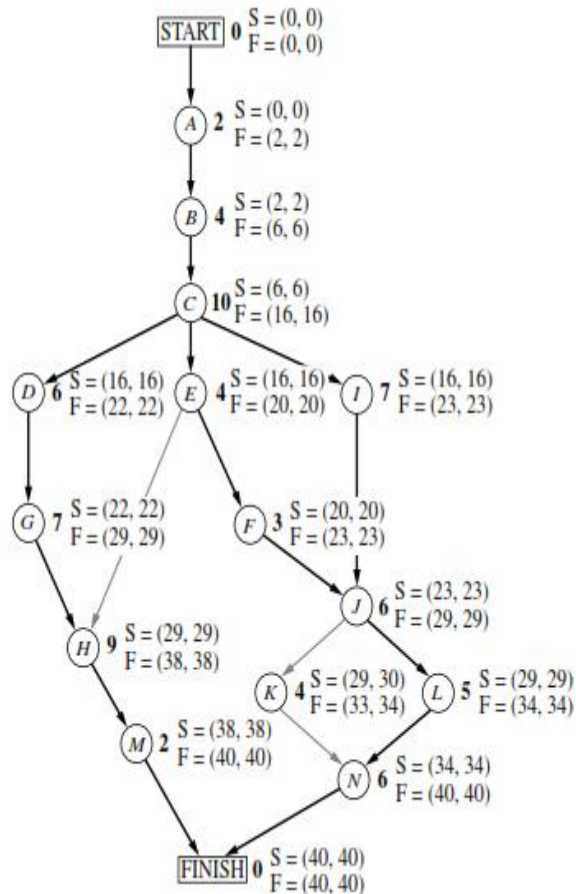 START 0 S = (0, 0)
F = (0, 0)
A 2 S = (0, 0)
F = (2, 2)
B 4 S = (2, 2)
F = (6, 6)
C 10 S = (6, 6)
F = (16, 16)
D 6 S = (16, 16)
F = (22, 22)
E 4 S = (16, 16)
F = (20, 20)
I 7 S = (16, 16)
F = (23, 23)
G 7 S = (22, 22)
F = (29, 29)
F 3 S = (20, 20)
F = (23, 23)
J 6 S = (23, 23)
F = (29, 29)
H 9 S = (29, 29)
F = (38, 38)
K 4 S = (29, 30)
F = (33, 34)
L 5 S = (29, 29)
F = (34, 34)
M 2 S = (38, 38)
F = (40, 40)
N 6 S = (34, 34)
F = (40, 40)
FINISH 0 S = (40, 40)
F = (40, 40)